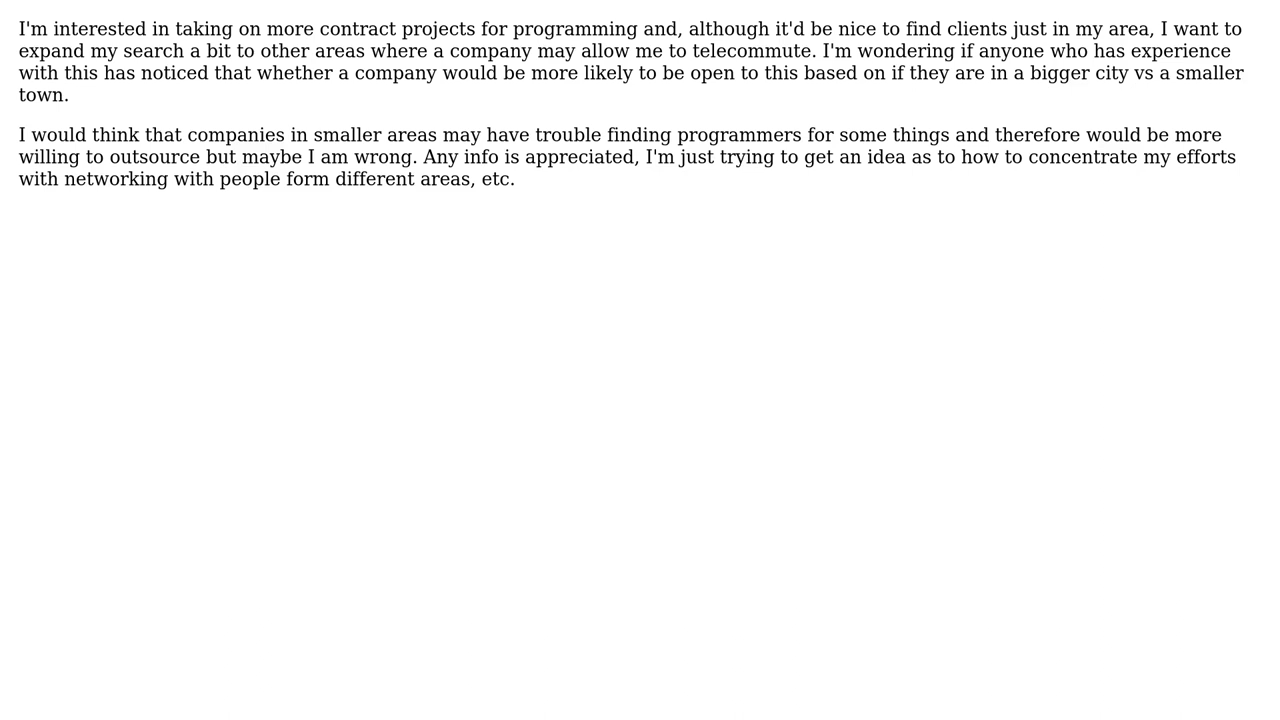 I'm interested in taking on more contract projects for programming and, although it'd be nice to find clients just in my area, I want to
expand my search a bit to other areas where a company may allow me to telecommute. I'm wondering if anyone who has experience
with this has noticed that whether a company would be more likely to be open to this based on if they are in a bigger city vs a smaller
town.
I would think that companies in smaller areas may have trouble finding programmers for some things and therefore would be more
willing to outsource but maybe I am wrong. Any info is appreciated, I'm just trying to get an idea as to how to concentrate my efforts
with networking with people form different areas, etc.